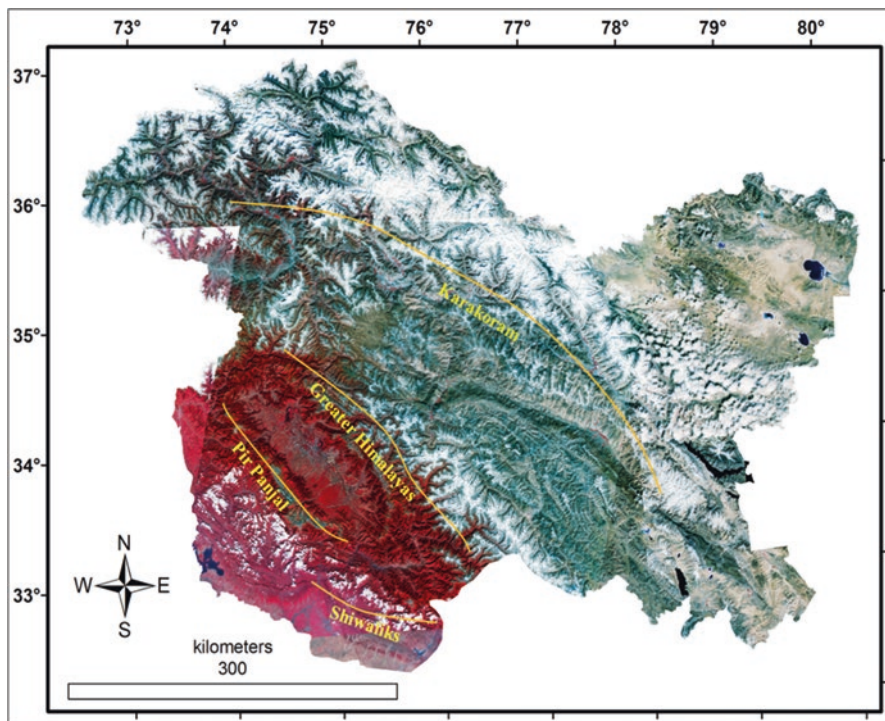 73° 74° 75° 76° 77° 78° 79° 80°
37°
36°
35°
34°
33°
Karakoram
Greater Himalayas
Pir Panjal
Shiwaliks
N
W E
S
kilometers
300